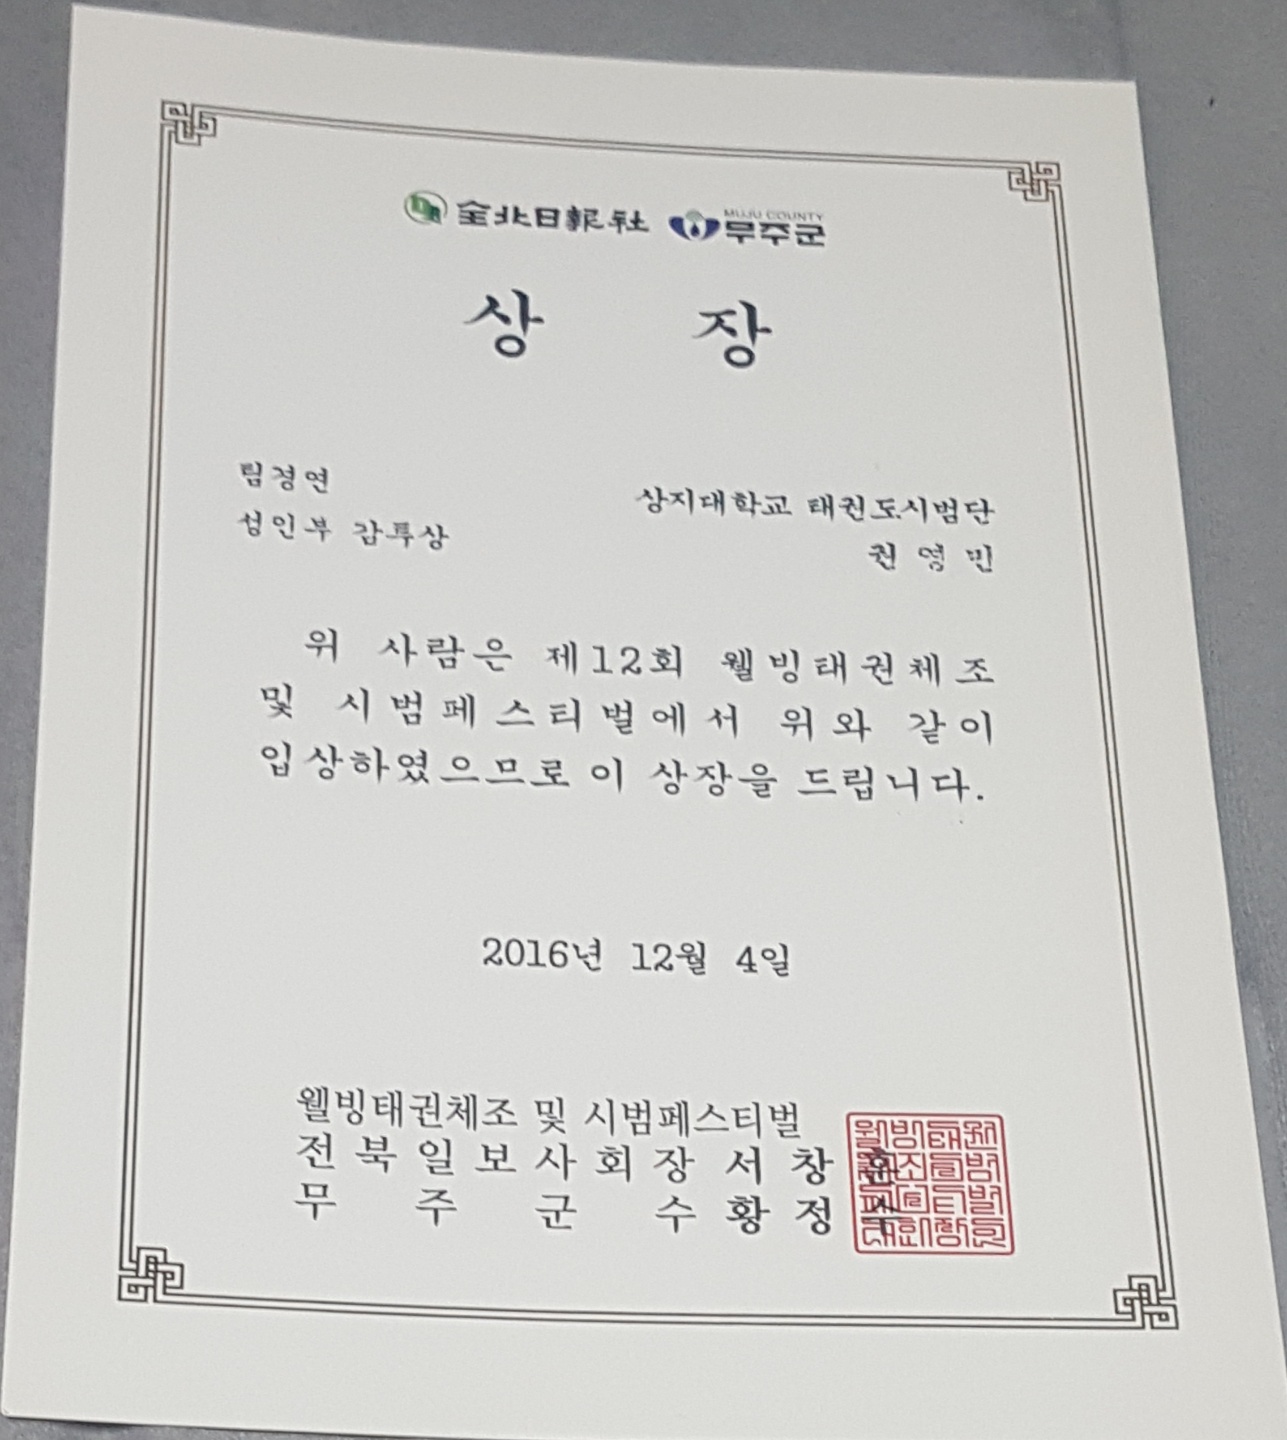 全北日報社 MUJU COUNTY 무주군
상 장
팀경연
성인부 감투상
상지대학교 태권도시범단
권영민
위 사람은 제12회 웰빙태권체조
및 시범페스티벌에서 위와 같이
입상하였으므로 이 상장을 드립니다.
2016년 12월 4일
웰빙태권체조 및 시범페스티벌
전북일보사회장 서창훈
무주군수 황정수